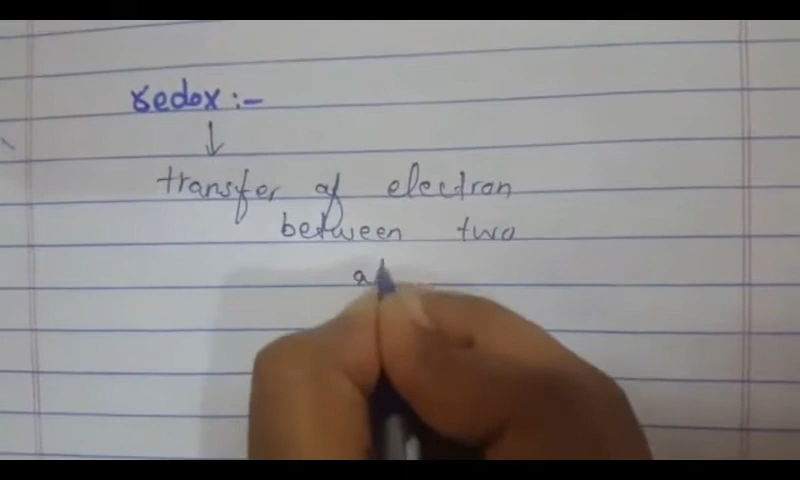 redox :-
transfer of electron
between two
a